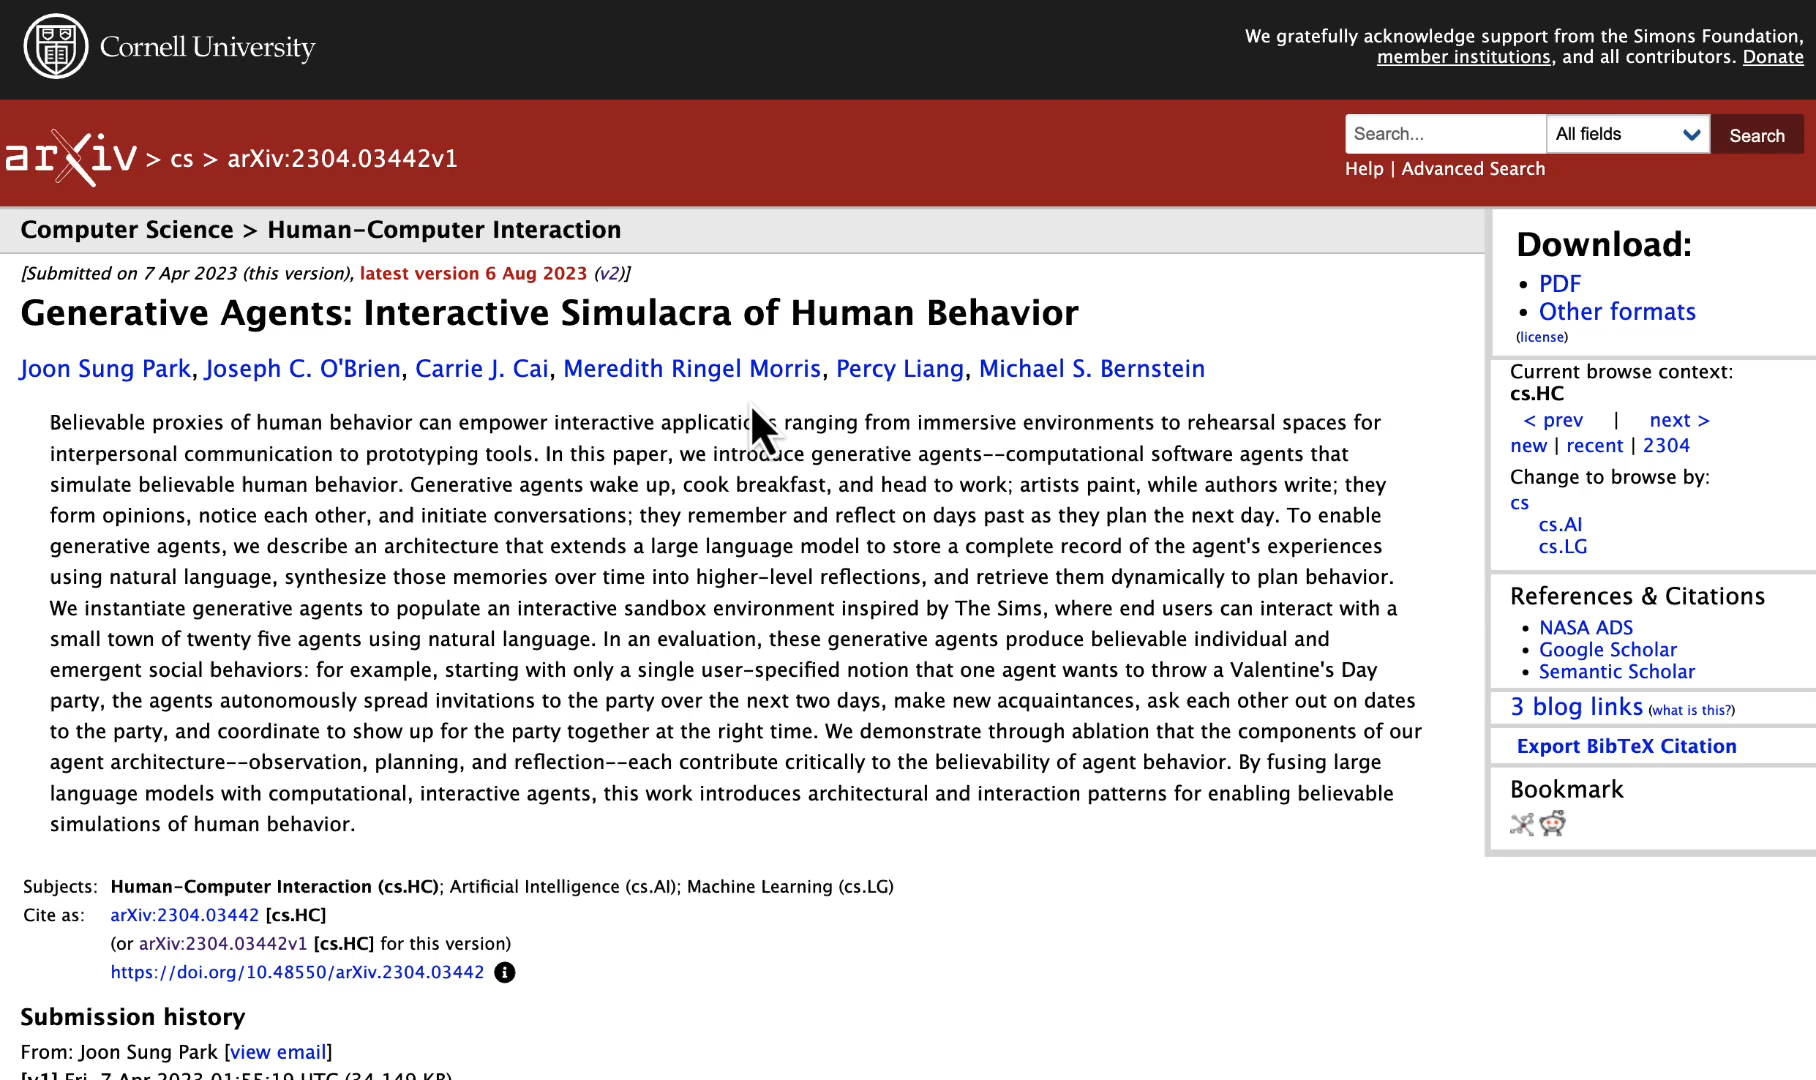 Cornell University
We gratefully acknowledge support from the Simons Foundation,
member institutions, and all contributors. Donate
arXiv > cs > arXiv:2304.03442v1
Search...
All fields
Search
Help | Advanced Search
Computer Science > Human-Computer Interaction
[Submitted on 7 Apr 2023 (this version), latest version 6 Aug 2023 (v2)]
Generative Agents: Interactive Simulacra of Human Behavior
Joon Sung Park, Joseph C. O'Brien, Carrie J. Cai, Meredith Ringel Morris, Percy Liang, Michael S. Bernstein
Believable proxies of human behavior can empower interactive applications ranging from immersive environments to rehearsal spaces for
interpersonal communication to prototyping tools. In this paper, we introduce generative agents--computational software agents that
simulate believable human behavior. Generative agents wake up, cook breakfast, and head to work; artists paint, while authors write; they
form opinions, notice each other, and initiate conversations; they remember and reflect on days past as they plan the next day. To enable
generative agents, we describe an architecture that extends a large language model to store a complete record of the agent's experiences
using natural language, synthesize those memories over time into higher-level reflections, and retrieve them dynamically to plan behavior.
We instantiate generative agents to populate an interactive sandbox environment inspired by The Sims, where end users can interact with a
small town of twenty five agents using natural language. In an evaluation, these generative agents produce believable individual and
emergent social behaviors: for example, starting with only a single user-specified notion that one agent wants to throw a Valentine's Day
party, the agents autonomously spread invitations to the party over the next two days, make new acquaintances, ask each other out on dates
to the party, and coordinate to show up for the party together at the right time. We demonstrate through ablation that the components of our
agent architecture--observation, planning, and reflection--each contribute critically to the believability of agent behavior. By fusing large
language models with computational, interactive agents, this work introduces architectural and interaction patterns for enabling believable
simulations of human behavior.
Subjects: Human-Computer Interaction (cs.HC); Artificial Intelligence (cs.AI); Machine Learning (cs.LG)
Cite as: arXiv:2304.03442 [cs.HC]
(or arXiv:2304.03442v1 [cs.HC] for this version)
https://doi.org/10.48550/arXiv.2304.03442
Submission history
From: Joon Sung Park [view email]
[v1] Fri, 7 Apr 2023 01:55:19 UTC (34,149 KB)
Download:
PDF
Other formats
(license)
Current browse context:
cs.HC
< prev | next >
new | recent | 2304
Change to browse by:
cs
cs.AI
cs.LG
References & Citations
NASA ADS
Google Scholar
Semantic Scholar
3 blog links (what is this?)
Export BibTeX Citation
Bookmark